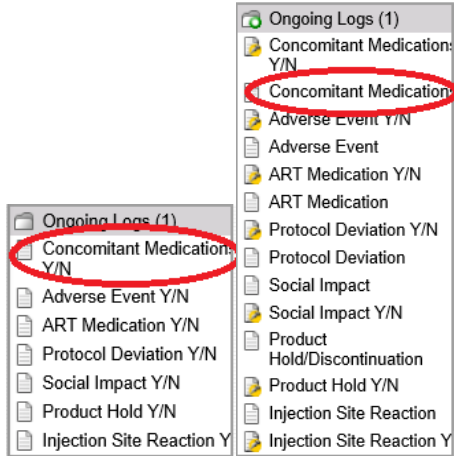 Ongoing Logs (1)
Concomitant Medications
Y/N
Adverse Event Y/N
ART Medication Y/N
Protocol Deviation Y/N
Social Impact Y/N
Product Hold Y/N
Injection Site Reaction Y
Ongoing Logs (1)
Concomitant Medications
Y/N
Concomitant Medication
Adverse Event Y/N
Adverse Event
ART Medication Y/N
ART Medication
Protocol Deviation Y/N
Protocol Deviation
Social Impact
Social Impact Y/N
Product
Hold/Discontinuation
Product Hold Y/N
Injection Site Reaction
Injection Site Reaction Y